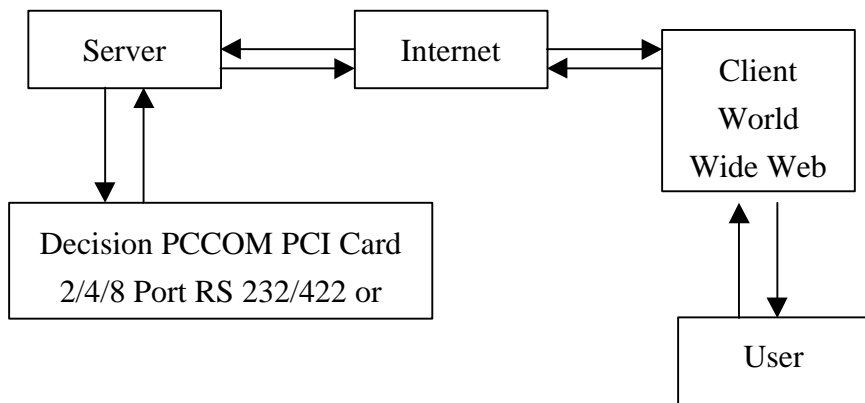 Server
Internet
Client
World
Wide Web
Decision PCCOM PCI Card
2/4/8 Port RS 232/422 or
User